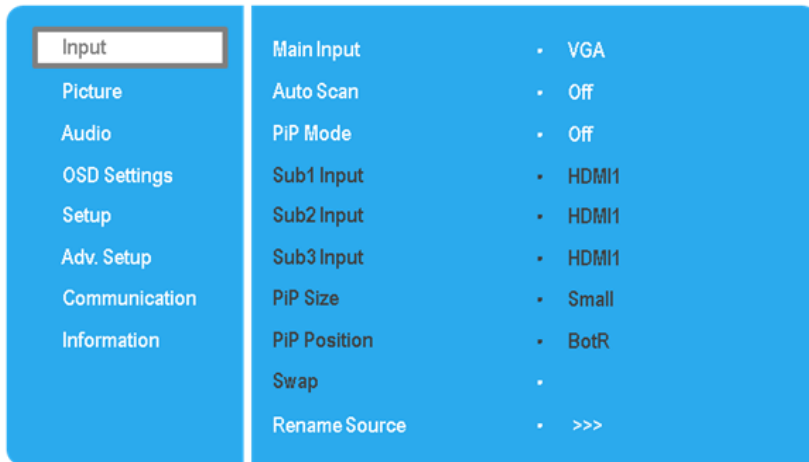 Input
Picture
Audio
OSD Settings
Setup
Adv. Setup
Communication
Information
Main Input · VGA
Auto Scan · Off
PiP Mode · Off
Sub1 Input · HDMI1
Sub2 Input · HDMI1
Sub3 Input · HDMI1
PiP Size · Small
PiP Position · BotR
Swap ·
Rename Source · >>>